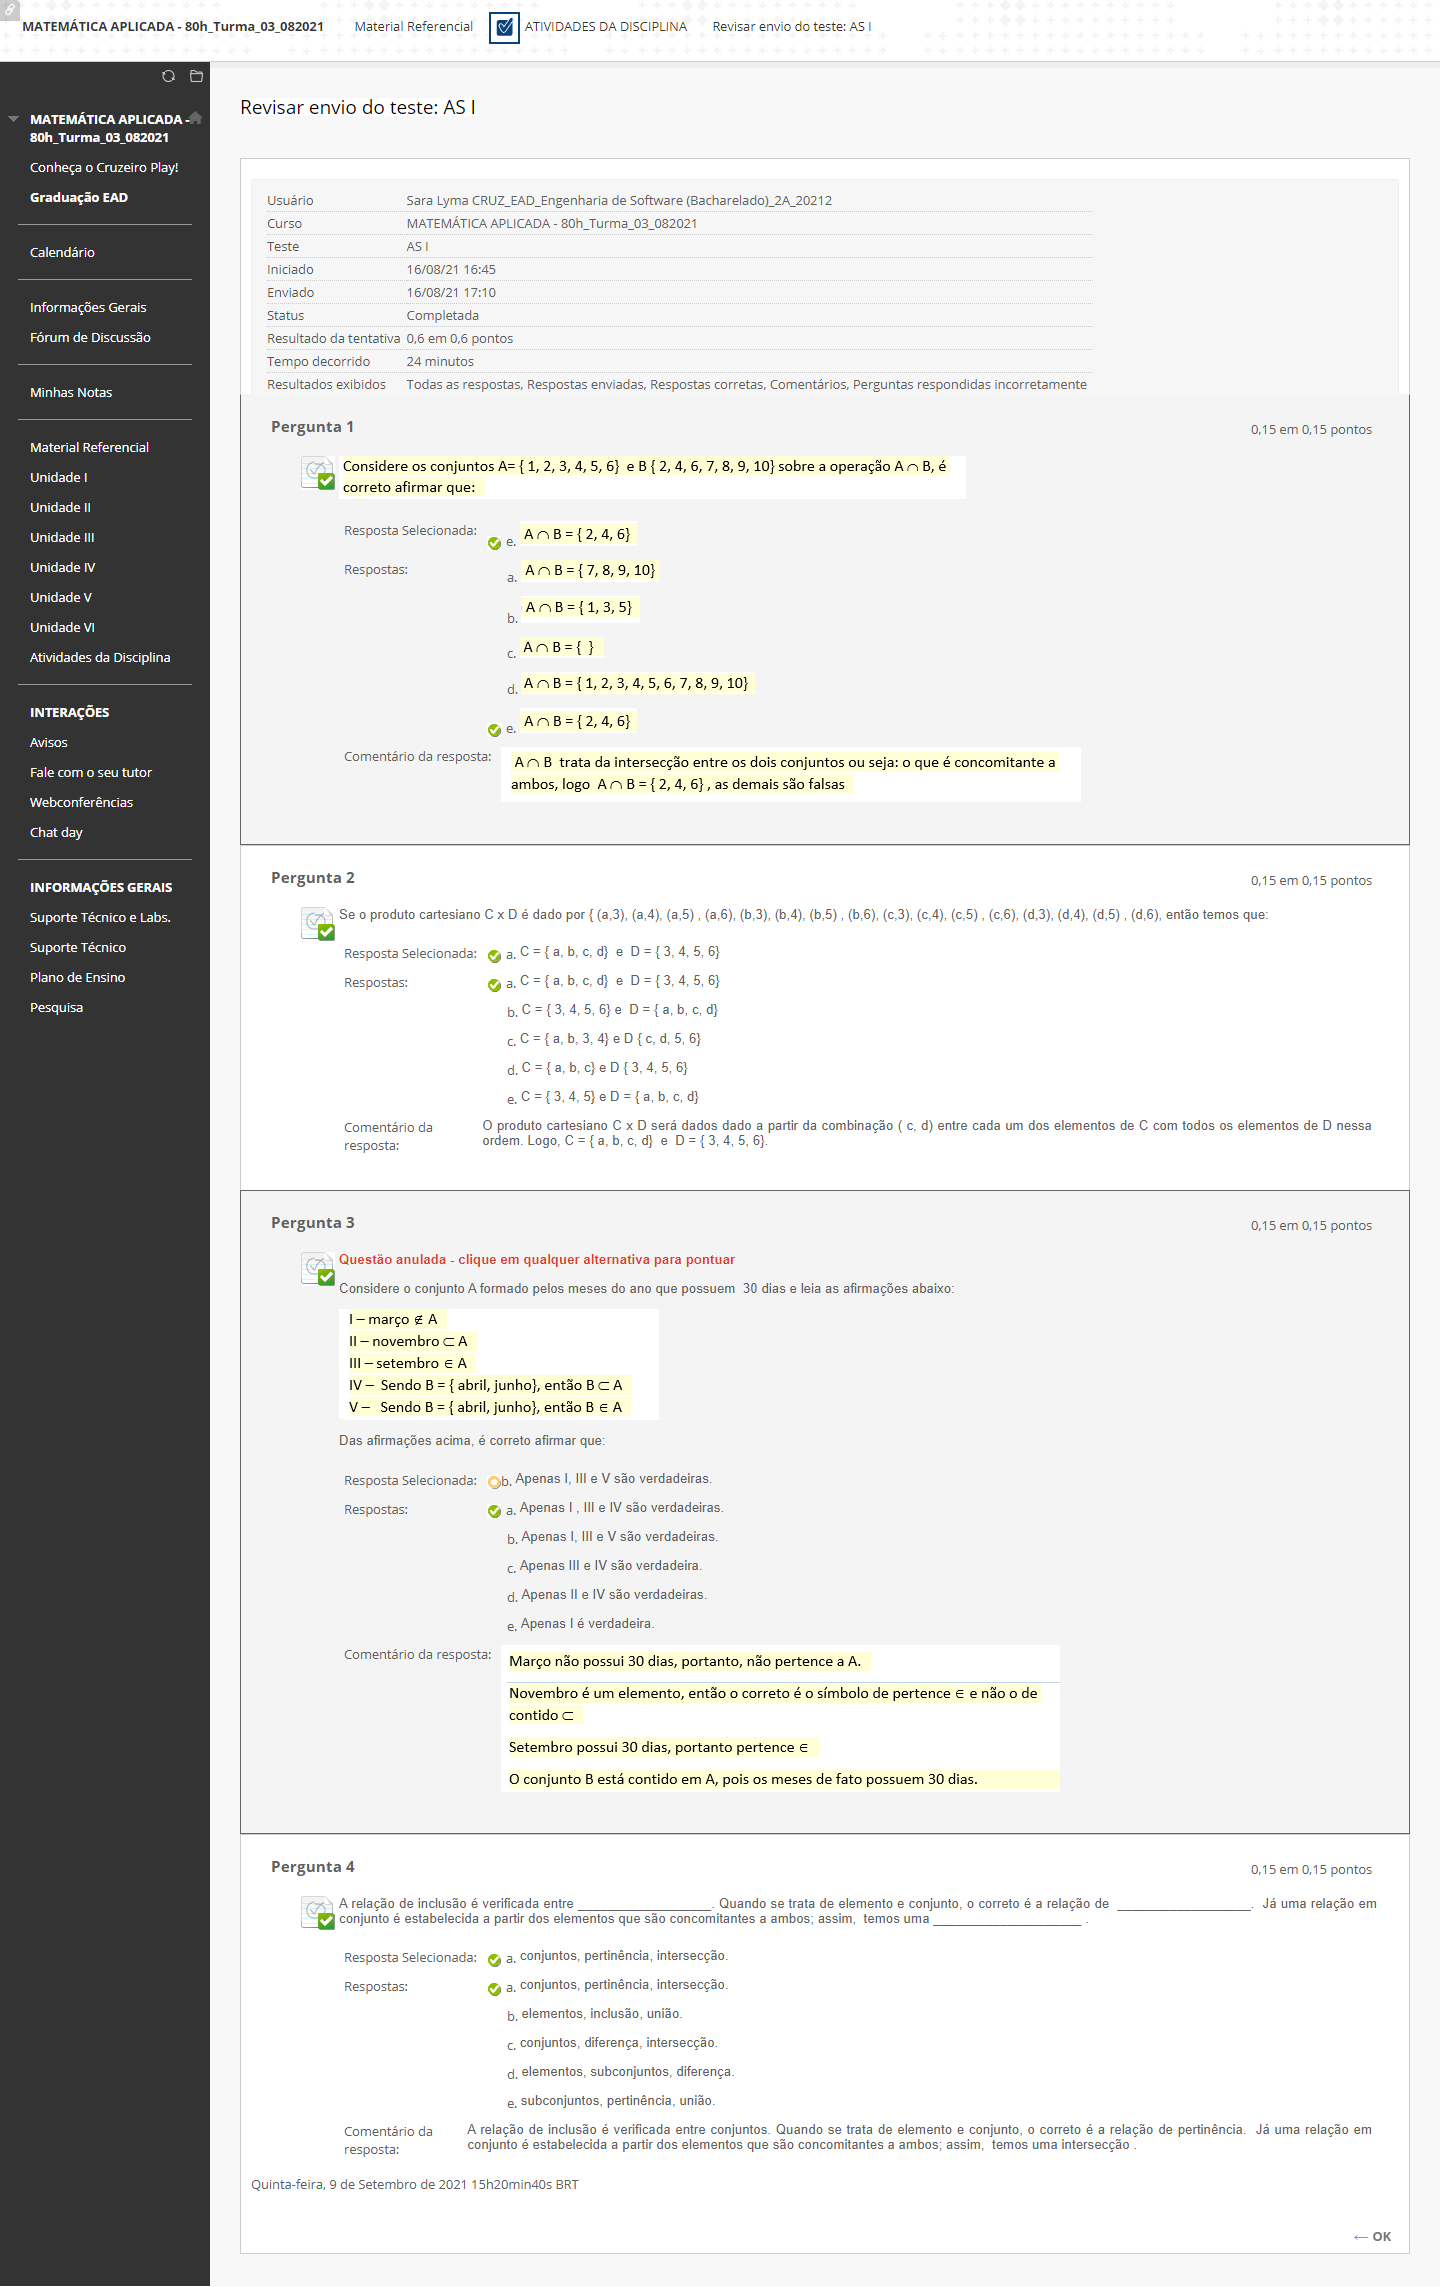 MATEMÁTICA APLICADA - 80h_Turma_03_082021 Material Referencial ATIVIDADES DA DISCIPLINA Revisar envio do teste: AS I
MATEMÁTICA APLICADA -
80h_Turma_03_082021
Conheça o Cruzeiro Play!
Graduação EAD
Calendário
Informações Gerais
Fórum de Discussão
Minhas Notas
Material Referencial
Unidade I
Unidade II
Unidade III
Unidade IV
Unidade V
Unidade VI
Atividades da Disciplina
INTERAÇÕES
Avisos
Fale com o seu tutor
Webconferências
Chat day
INFORMAÇÕES GERAIS
Suporte Técnico e Labs.
Suporte Técnico
Plano de Ensino
Pesquisa
Revisar envio do teste: AS I
Usuário Sara Lyma CRUZ_EAD_Engenharia de Software (Bacharelado)_2A_20212
Curso MATEMÁTICA APLICADA - 80h_Turma_03_082021
Teste AS I
Iniciado 16/08/21 16:45
Enviado 16/08/21 17:10
Status Completada
Resultado da tentativa 0,6 em 0,6 pontos
Tempo decorrido 24 minutos
Resultados exibidos Todas as respostas, Respostas enviadas, Respostas corretas, Comentários, Perguntas respondidas incorretamente
Pergunta 1 0,15 em 0,15 pontos
Considere os conjuntos A= { 1, 2, 3, 4, 5, 6} e B { 2, 4, 6, 7, 8, 9, 10} sobre a operação A ∩ B, é
correto afirmar que:
Resposta Selecionada: e. A ∩ B = { 2, 4, 6}
Respostas: a. A ∩ B = { 7, 8, 9, 10}
b. A ∩ B = { 1, 3, 5}
c. A ∩ B = { }
d. A ∩ B = { 1, 2, 3, 4, 5, 6, 7, 8, 9, 10}
e. A ∩ B = { 2, 4, 6}
Comentário da resposta: A ∩ B trata da intersecção entre os dois conjuntos ou seja: o que é concomitante a
ambos, logo A ∩ B = { 2, 4, 6} , as demais são falsas
Pergunta 2 0,15 em 0,15 pontos
Se o produto cartesiano C x D é dado por { (a,3), (a,4), (a,5) , (a,6), (b,3), (b,4), (b,5) , (b,6), (c,3), (c,4), (c,5) , (c,6), (d,3), (d,4), (d,5) , (d,6), então temos que:
Resposta Selecionada: a. C = { a, b, c, d} e D = { 3, 4, 5, 6}
Respostas: a. C = { a, b, c, d} e D = { 3, 4, 5, 6}
b. C = { 3, 4, 5, 6} e D = { a, b, c, d}
c. C = { a, b, 3, 4} e D { c, d, 5, 6}
d. C = { a, b, c} e D { 3, 4, 5, 6}
e. C = { 3, 4, 5} e D = { a, b, c, d}
Comentário da resposta: O produto cartesiano C x D será dados dado a partir da combinação ( c, d) entre cada um dos elementos de C com todos os elementos de D nessa
ordem. Logo, C = { a, b, c, d} e D = { 3, 4, 5, 6}.
Pergunta 3 0,15 em 0,15 pontos
Questão anulada - clique em qualquer alternativa para pontuar
Considere o conjunto A formado pelos meses do ano que possuem 30 dias e leia as afirmações abaixo:
I – março ∉ A
II – novembro ⊂ A
III – setembro ∈ A
IV – Sendo B = { abril, junho}, então B ⊂ A
V – Sendo B = { abril, junho}, então B ∈ A
Das afirmações acima, é correto afirmar que:
Resposta Selecionada: b. Apenas I, III e V são verdadeiras.
Respostas: a. Apenas I , III e IV são verdadeiras.
b. Apenas I, III e V são verdadeiras.
c. Apenas III e IV são verdadeira.
d. Apenas II e IV são verdadeiras.
e. Apenas I é verdadeira.
Comentário da resposta: Março não possui 30 dias, portanto, não pertence a A.
Novembro é um elemento, então o correto é o símbolo de pertence ∈ e não o de
contido ⊂
Setembro possui 30 dias, portanto pertence ∈
O conjunto B está contido em A, pois os meses de fato possuem 30 dias.
Pergunta 4 0,15 em 0,15 pontos
A relação de inclusão é verificada entre __________________. Quando se trata de elemento e conjunto, o correto é a relação de __________________. Já uma relação em
conjunto é estabelecida a partir dos elementos que são concomitantes a ambos; assim, temos uma ____________________ .
Resposta Selecionada: a. conjuntos, pertinência, intersecção.
Respostas: a. conjuntos, pertinência, intersecção.
b. elementos, inclusão, união.
c. conjuntos, diferença, intersecção.
d. elementos, subconjuntos, diferença.
e. subconjuntos, pertinência, união.
Comentário da resposta: A relação de inclusão é verificada entre conjuntos. Quando se trata de elemento e conjunto, o correto é a relação de pertinência. Já uma relação em
conjunto é estabelecida a partir dos elementos que são concomitantes a ambos; assim, temos uma intersecção .
Quinta-feira, 9 de Setembro de 2021 15h20min40s BRT
← OK